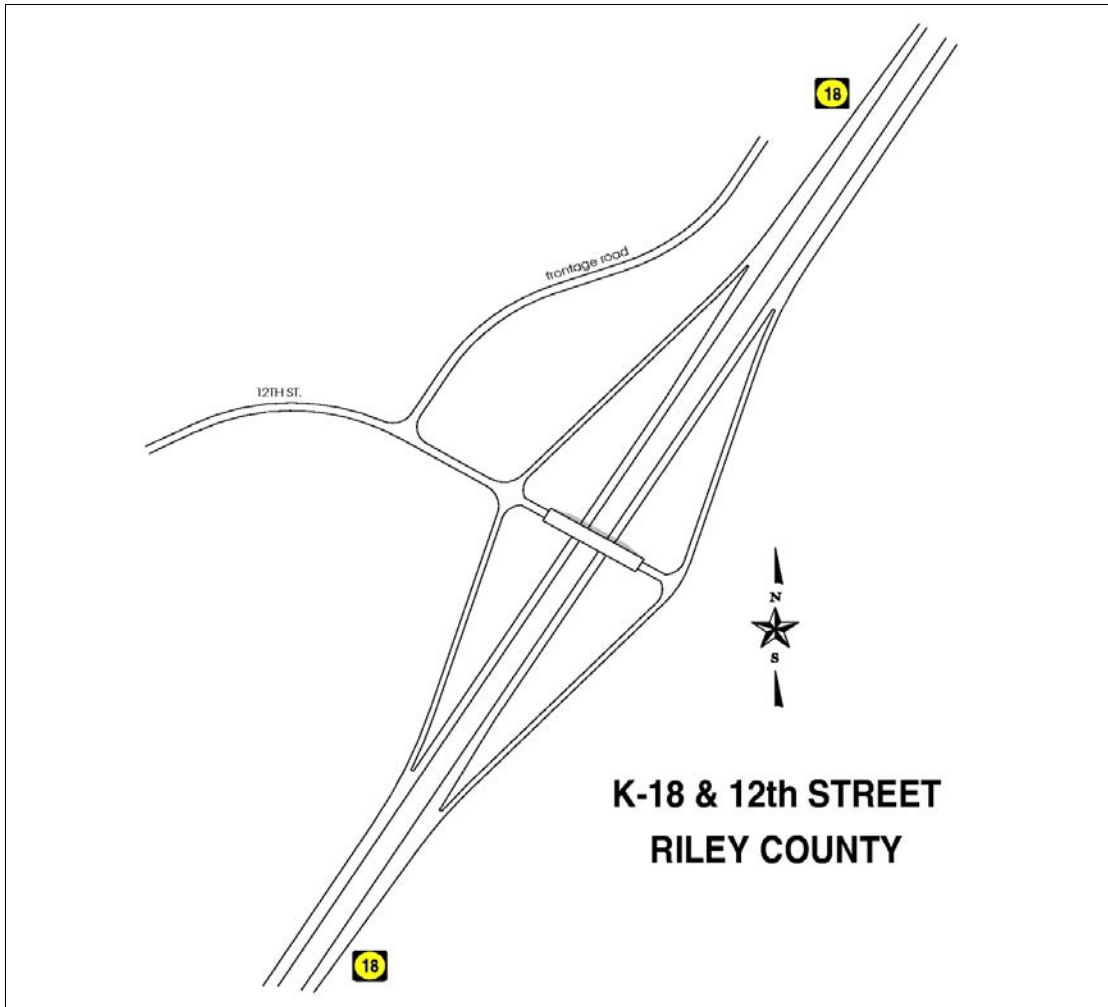 18
frontage road
12TH ST.
N
S
K-18 & 12th STREET
RILEY COUNTY
18